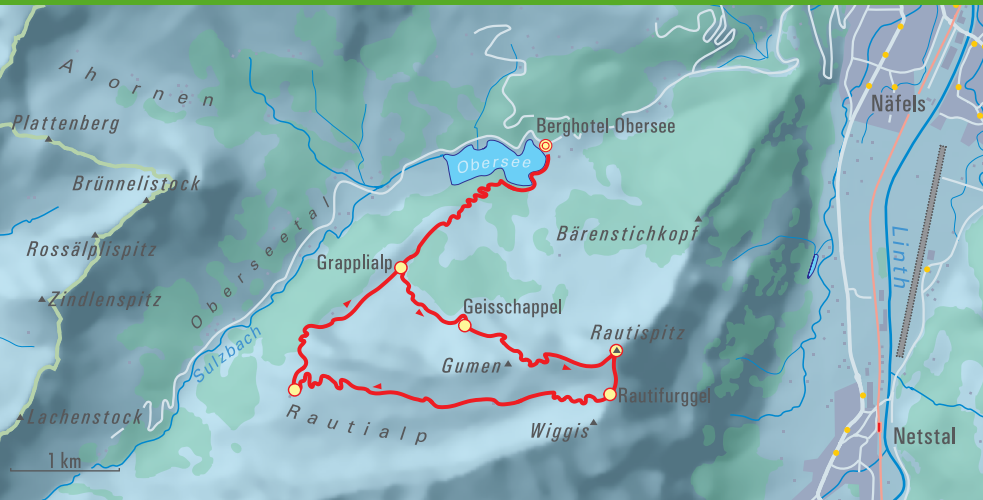 Ahornen
Plattenberg
Brünnelistock
Rossälplispitz
Zindlenspitz
Lachenstock
Oberseetal
Sulzbach
Obersee
Berghotel Obersee
Bärenstichkopf
Grapplialp
Geisschappel
Rautispitz
Gumen
Rautifurggel
Rautialp
Wiggis
Näfels
Linth
Netstal
1 km